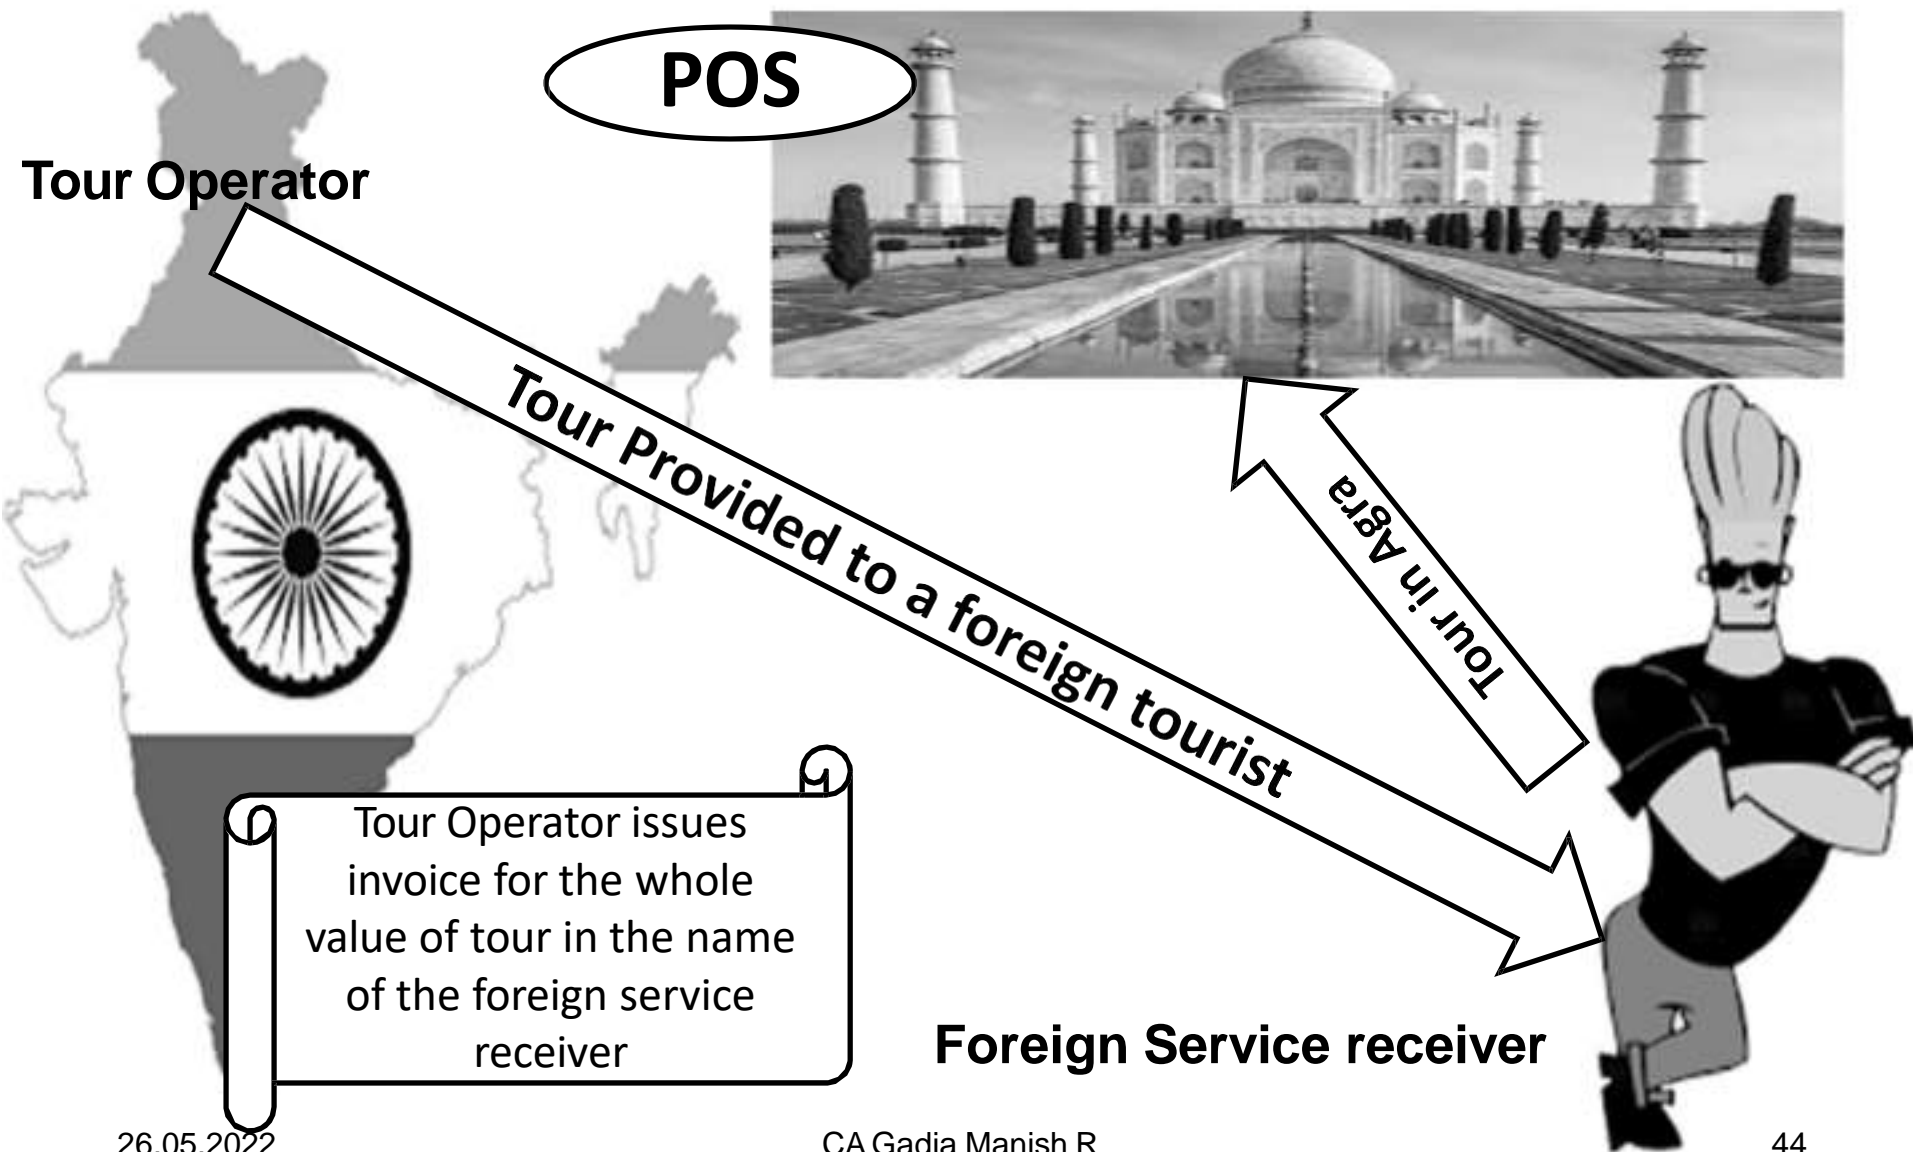 POS
Tour Operator
Tour Provided to a foreign tourist
Tour in Agra
Tour Operator issues
invoice for the whole
value of tour in the name
of the foreign service
receiver
Foreign Service receiver
26.05.2022
CA Gadia Manish R
44